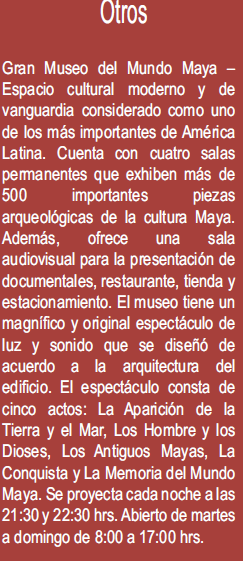 Otros
Gran Museo del Mundo Maya –
Espacio cultural moderno y de
vanguardia considerado como uno
de los más importantes de América
Latina. Cuenta con cuatro salas
permanentes que exhiben más de
500 importantes piezas
arqueológicas de la cultura Maya.
Además, ofrece una sala
audiovisual para la presentación de
documentales, restaurante, tienda y
estacionamiento. El museo tiene un
magnífico y original espectáculo de
luz y sonido que se diseñó de
acuerdo a la arquitectura del
edificio. El espectáculo consta de
cinco actos: La Aparición de la
Tierra y el Mar, Los Hombre y los
Dioses, Los Antiguos Mayas, La
Conquista y La Memoria del Mundo
Maya. Se proyecta cada noche a las
21:30 y 22:30 hrs. Abierto de martes
a domingo de 8:00 a 17:00 hrs.